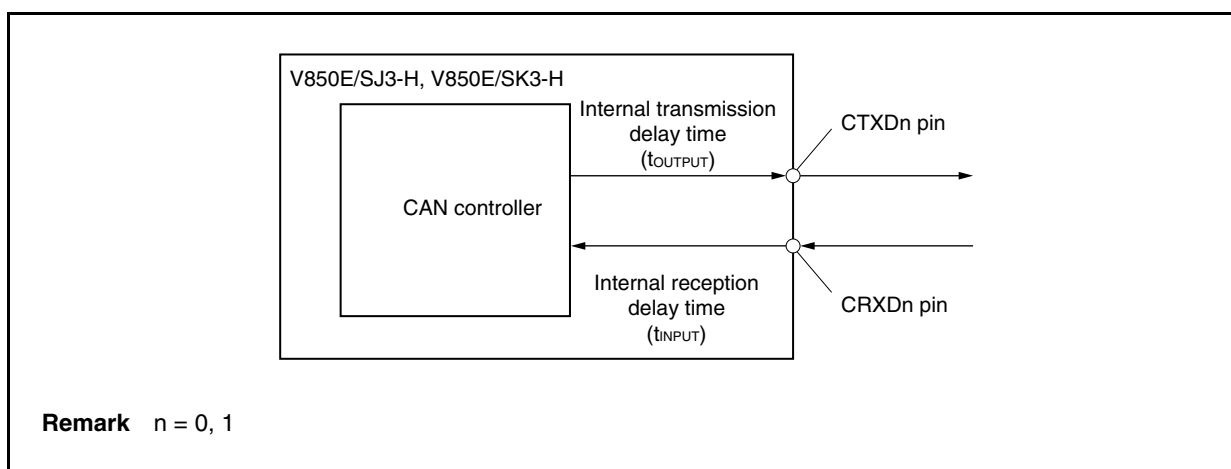 V850E/SJ3-H, V850E/SK3-H
Internal transmission
delay time
(tOUTPUT)
CTXDn pin
CAN controller
Internal reception
delay time
(tINPUT)
CRXDn pin
Remark n = 0, 1